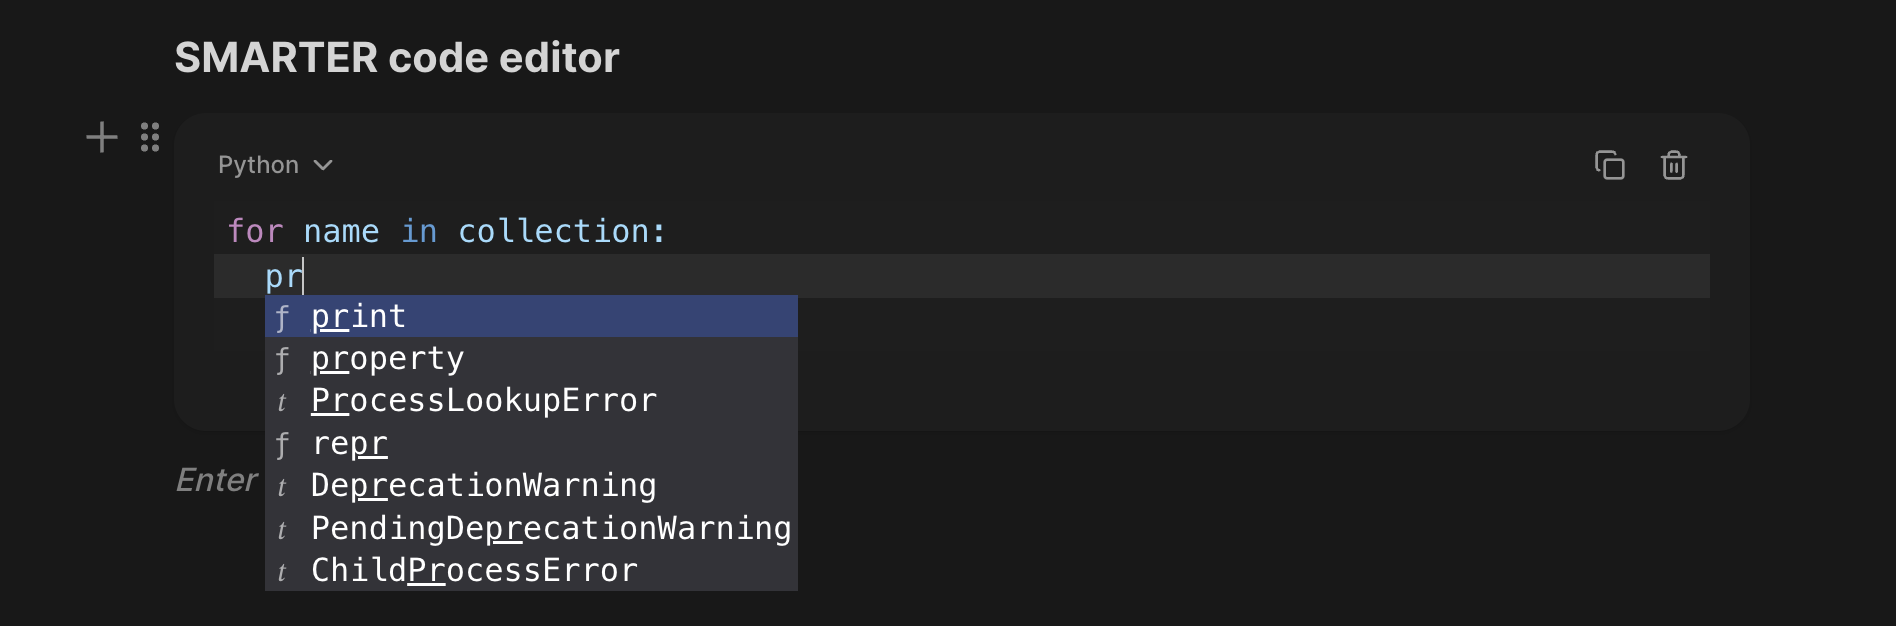 SMARTER code editor
Python
for name in collection:
pr
ƒ print
ƒ property
t ProcessLookupError
ƒ repr
t DeprecationWarning
t PendingDeprecationWarning
t ChildProcessError
Enter